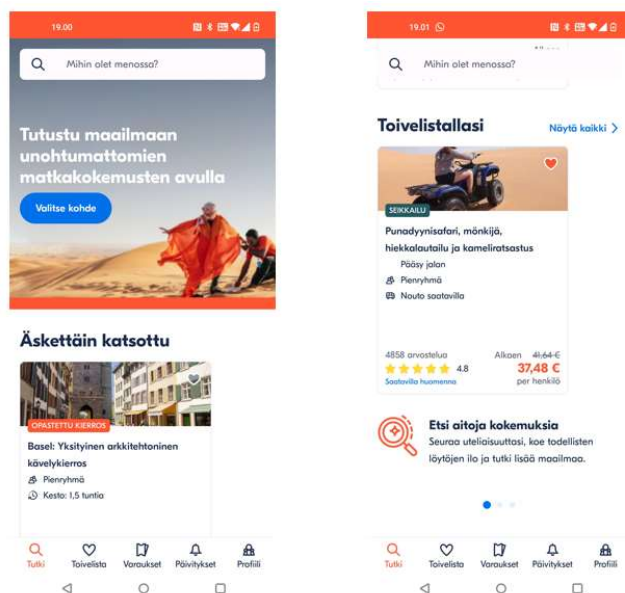 19.00
Mihin olet menossa?
Tutustu maailmaan
unohtumattomien
matkakokemusten avulla
Valitse kohde
Äskettäin katsottu
OPASTETTU KIERROS
Basel: Yksityinen arkkitehtoninen
kävelykierros
Pienryhmä
Kesto: 1,5 tuntia
Tutki
Toivelista
Varaukset
Päivitykset
Profiili
19.01
Mihin olet menossa?
Toivelistallasi
Näytä kaikki
SEIKKAILU
Punadyynisafari, mönkijä,
hiekkalautailu ja kameliratsastus
Pääsy jalan
Pienryhmä
Nouto saatavilla
4858 arvostelua
Alkaen 41,64 €
4.8
37,48 €
Saatavilla huomenna
per henkilö
Etsi aitoja kokemuksia
Seuraa uteliaisuuttasi, koe todellisten
löytöjen ilo ja tutki lisää maailmaa.
Tutki
Toivelista
Varaukset
Päivitykset
Profiili